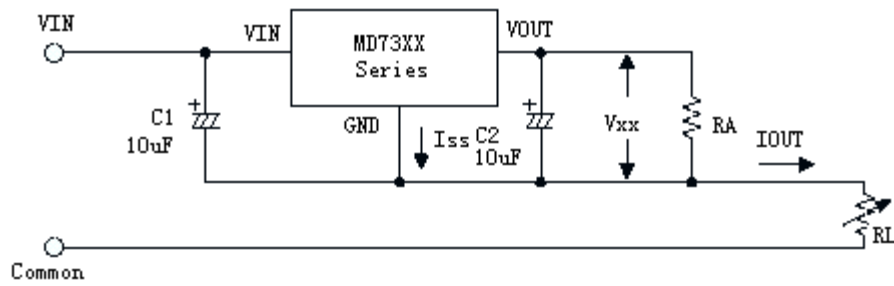 VIN
VIN
MD73XX
Series
VOUT
C1
10uF
GND
Iss
C2
10uF
Vxx
RA
IOUT
RL
Common